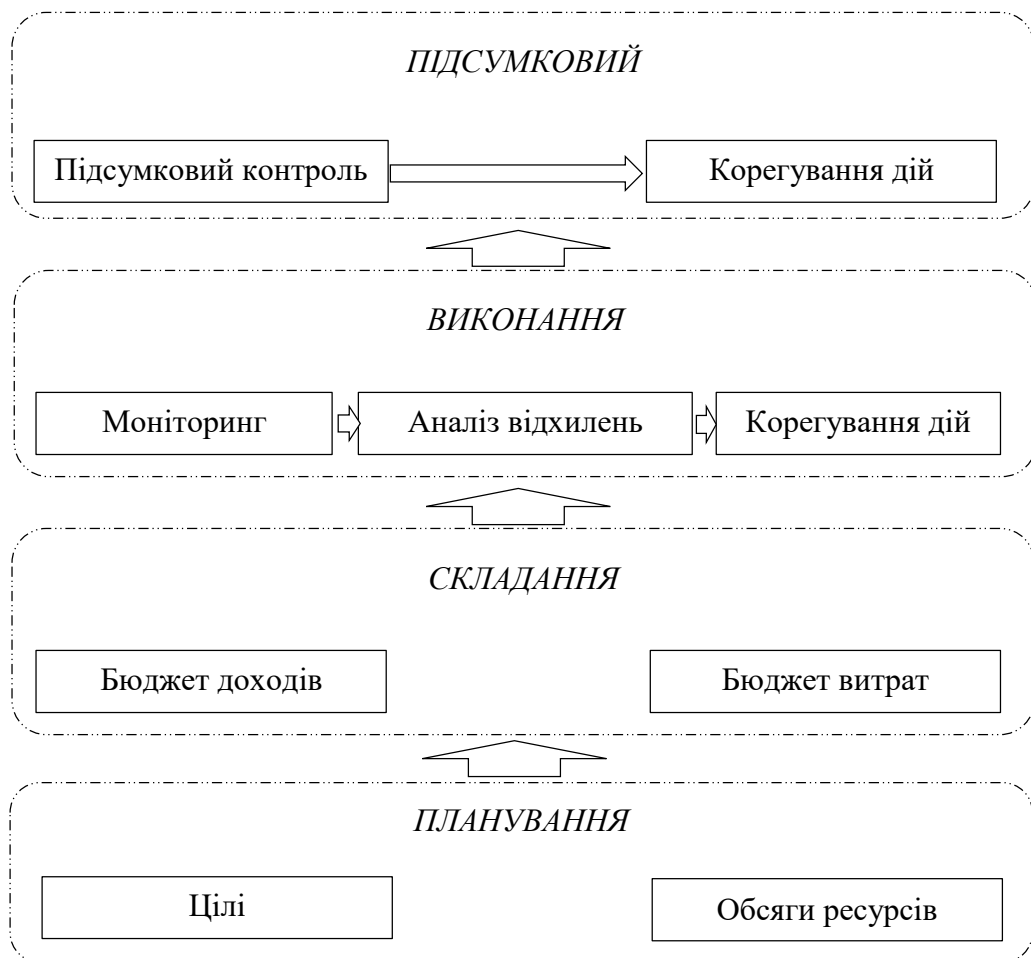 ПІДСУМКОВИЙ
Підсумковий контроль
Корегування дій
ВИКОНАННЯ
Моніторинг
Аналіз відхилень
Корегування дій
СКЛАДАННЯ
Бюджет доходів
Бюджет витрат
ПЛАНУВАННЯ
Цілі
Обсяги ресурсів